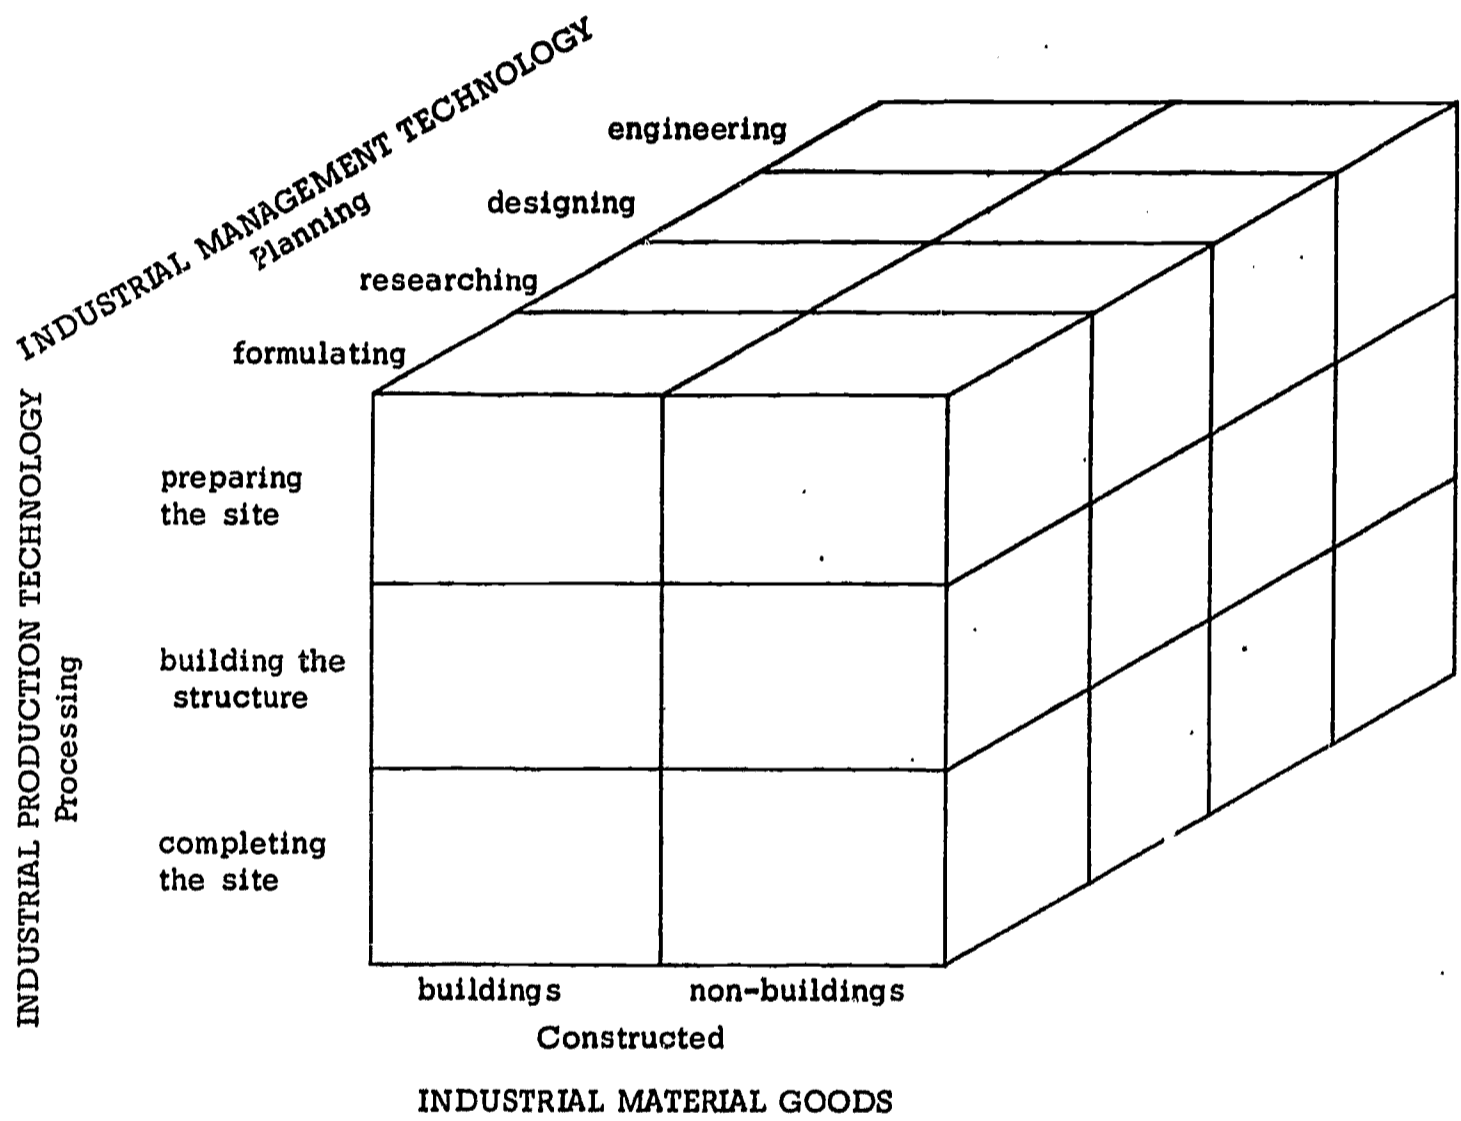 INDUSTRIAL MANAGEMENT TECHNOLOGY
Planning
engineering
designing
researching
formulating
INDUSTRIAL PRODUCTION TECHNOLOGY
Processing
preparing
the site
building the
structure
completing
the site
buildings non-buildings
Constructed
INDUSTRIAL MATERIAL GOODS